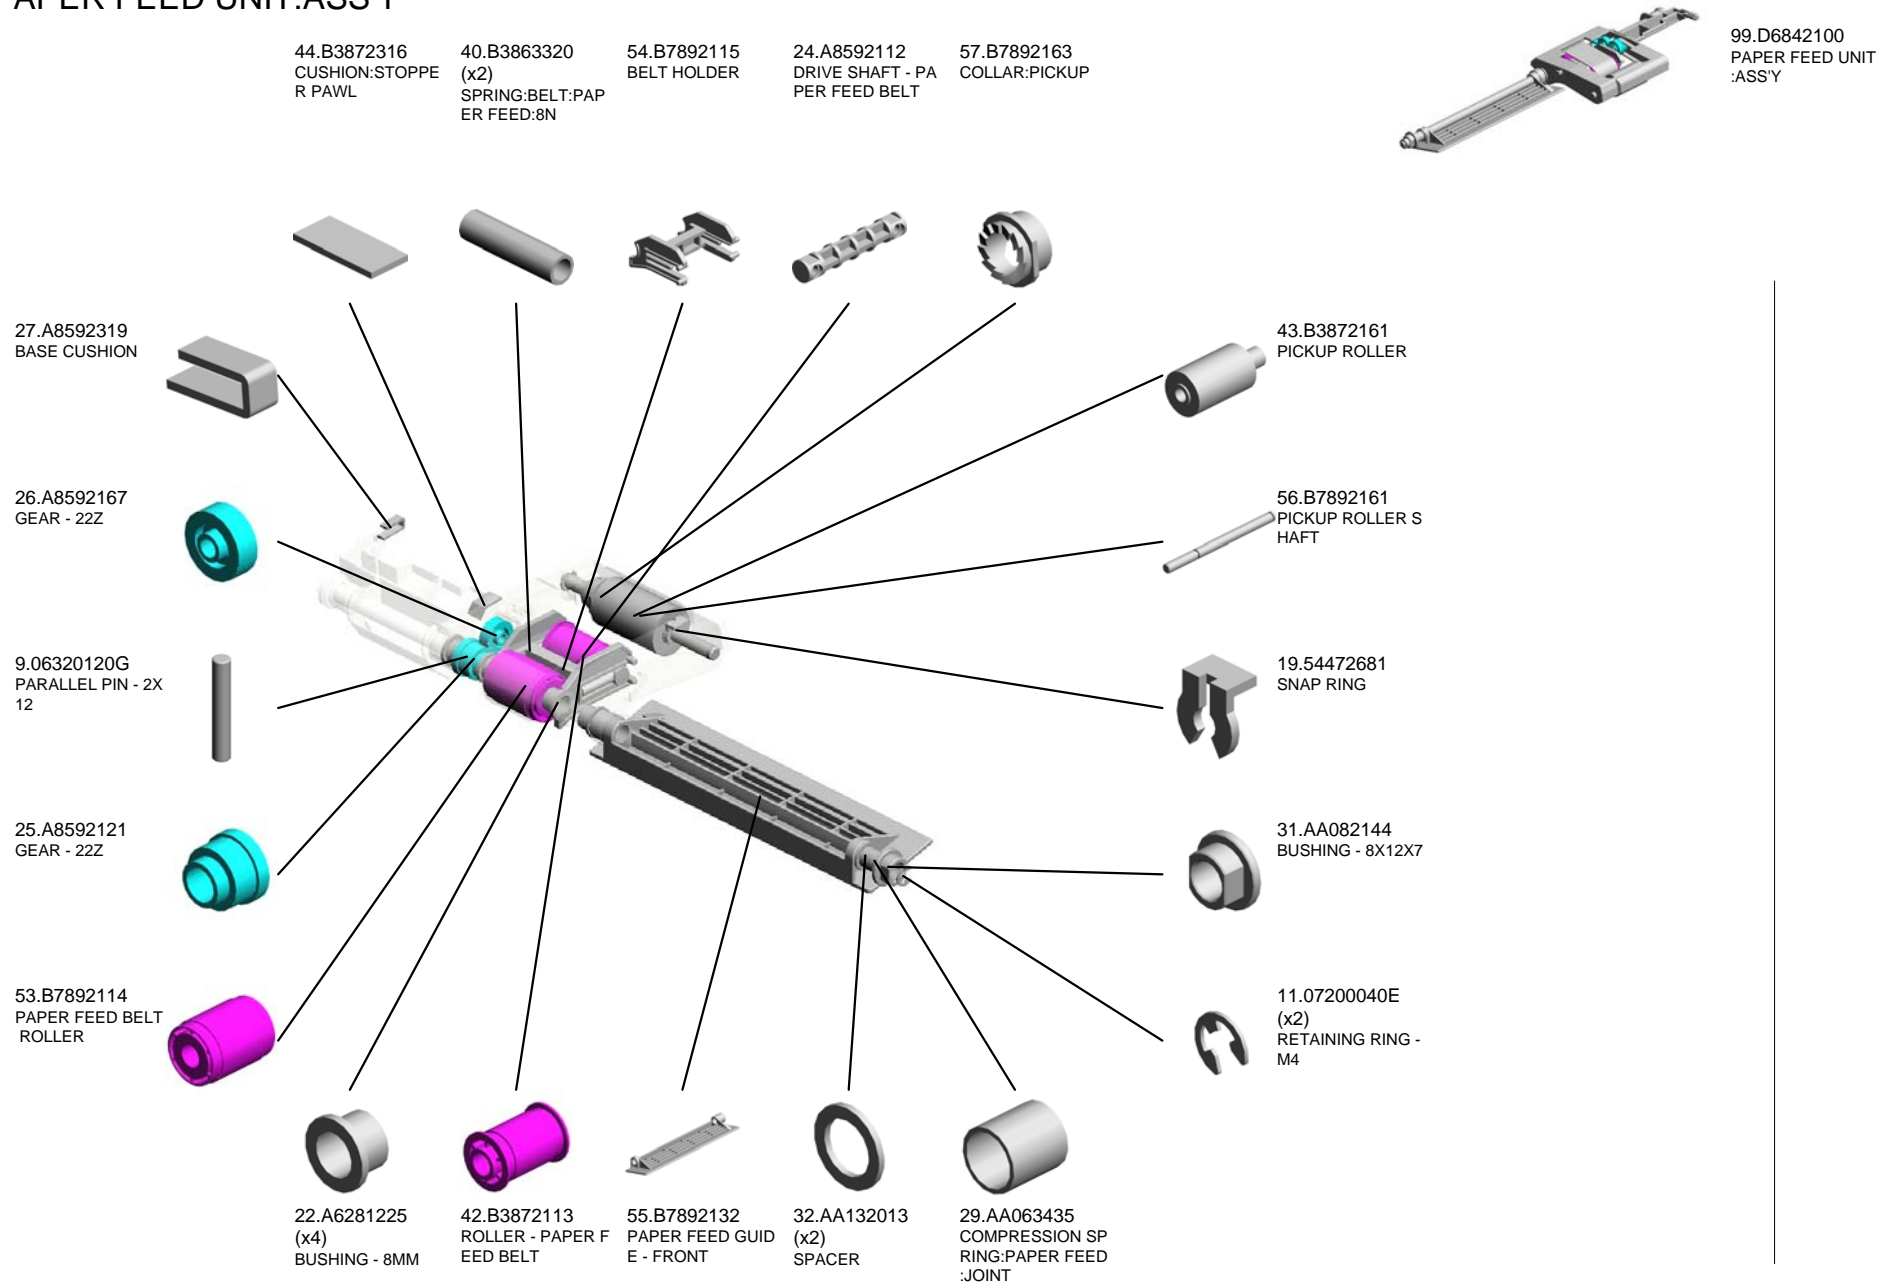 APER FEED UNIT:ASS'Y
44.B3872316
CUSHION:STOPPE
R PAWL
40.B3863320
(x2)
SPRING:BELT:PAP
ER FEED:8N
54.B7892115
BELT HOLDER
24.A8592112
DRIVE SHAFT - PA
PER FEED BELT
57.B7892163
COLLAR:PICKUP
99.D6842100
PAPER FEED UNIT
:ASS'Y
27.A8592319
BASE CUSHION
43.B3872161
PICKUP ROLLER
26.A8592167
GEAR - 22Z
56.B7892161
PICKUP ROLLER S
HAFT
9.06320120G
PARALLEL PIN - 2X
12
19.54472681
SNAP RING
25.A8592121
GEAR - 22Z
31.AA082144
BUSHING - 8X12X7
53.B7892114
PAPER FEED BELT
ROLLER
11.07200040E
(x2)
RETAINING RING -
M4
22.A6281225
(x4)
BUSHING - 8MM
42.B3872113
ROLLER - PAPER F
EED BELT
55.B7892132
PAPER FEED GUID
E - FRONT
32.AA132013
(x2)
SPACER
29.AA063435
COMPRESSION SP
RING:PAPER FEED
:JOINT